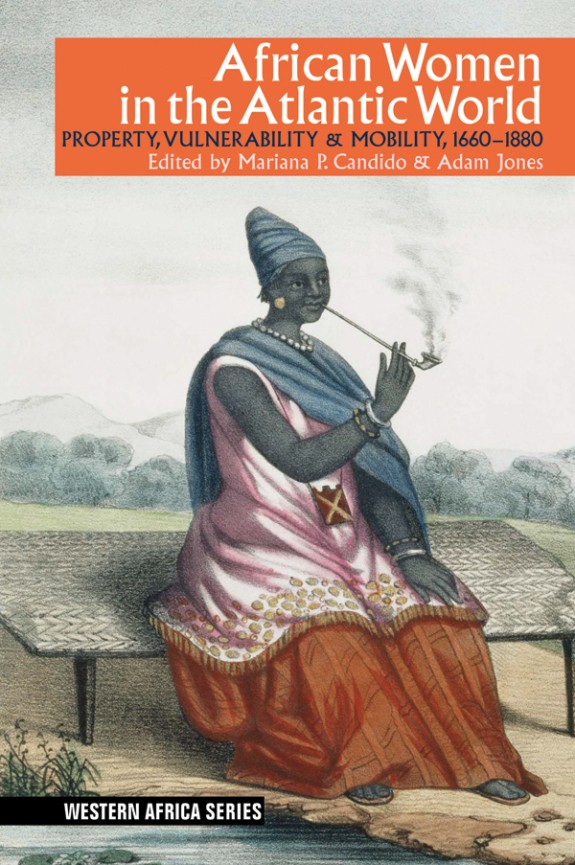 African Women
in the Atlantic World
PROPERTY, VULNERABILITY & MOBILITY, 1660–1880
Edited by Mariana P. Candido & Adam Jones
WESTERN AFRICA SERIES